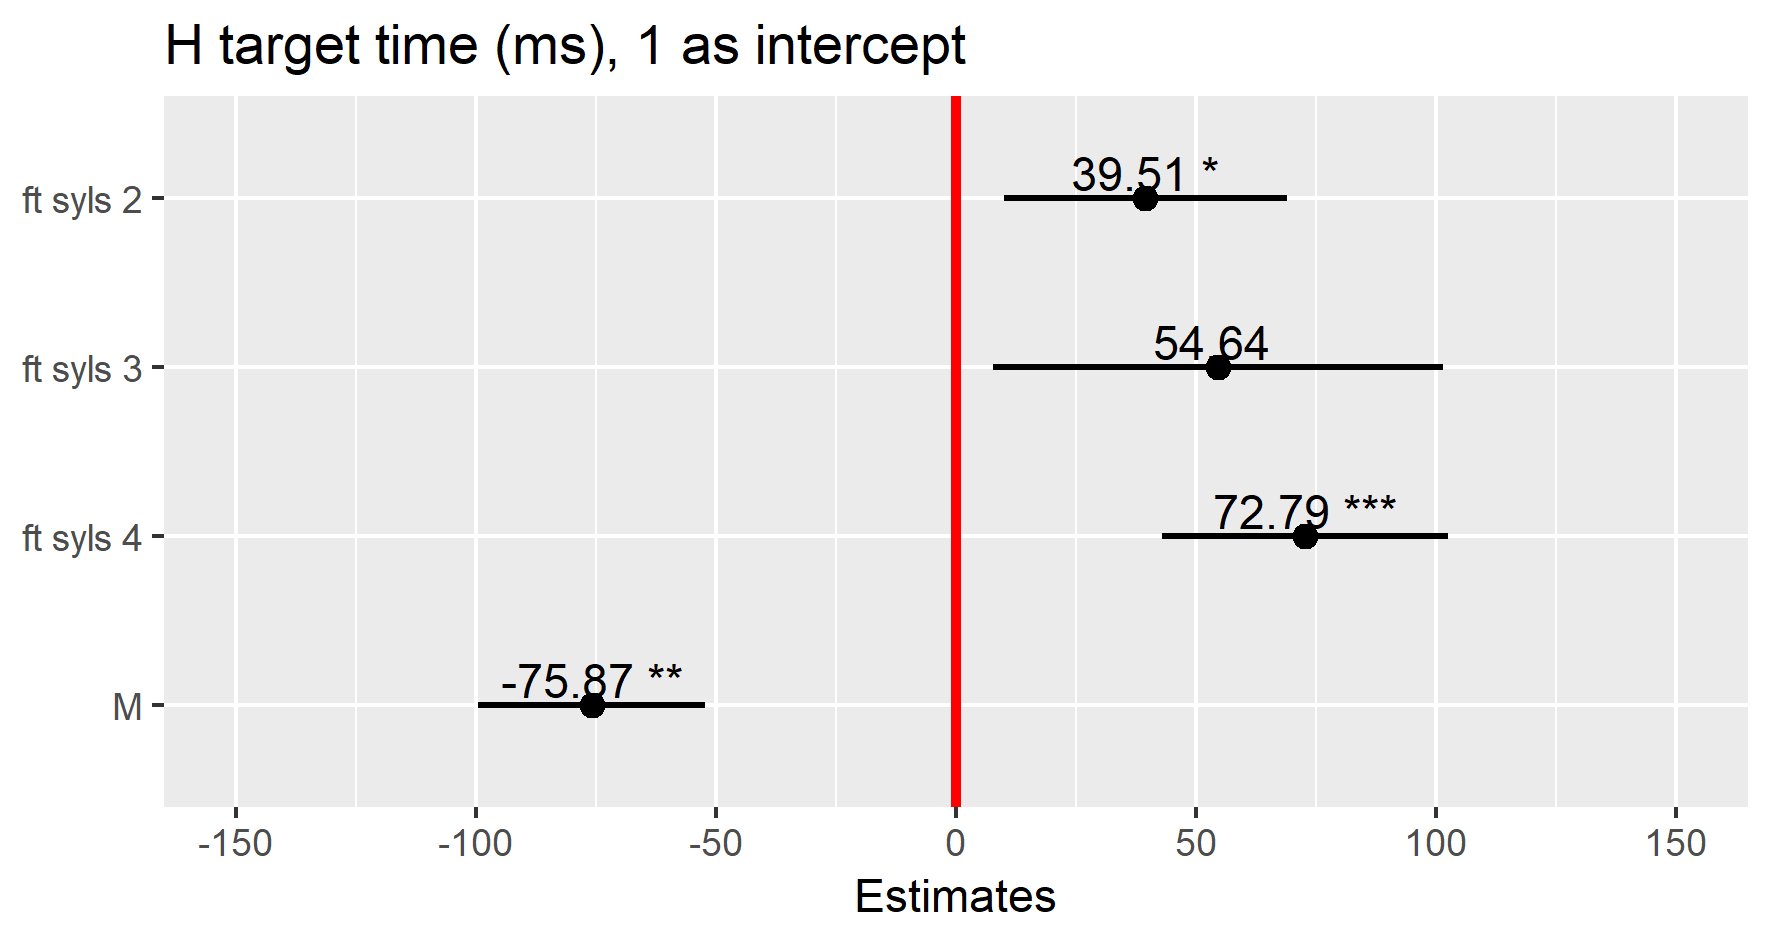 H target time (ms), 1 as intercept
ft syls 2
39.51 *
ft syls 3
54.64
ft syls 4
72.79 ***
M
-75.87 **
-150 -100 -50 0 50 100 150
Estimates